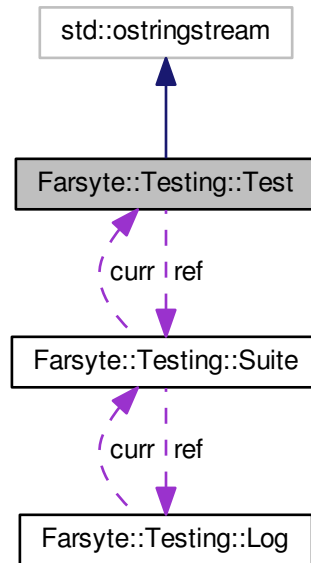 std::ostringstream
Farsyte::Testing::Test
curr ref
Farsyte::Testing::Suite
curr ref
Farsyte::Testing::Log